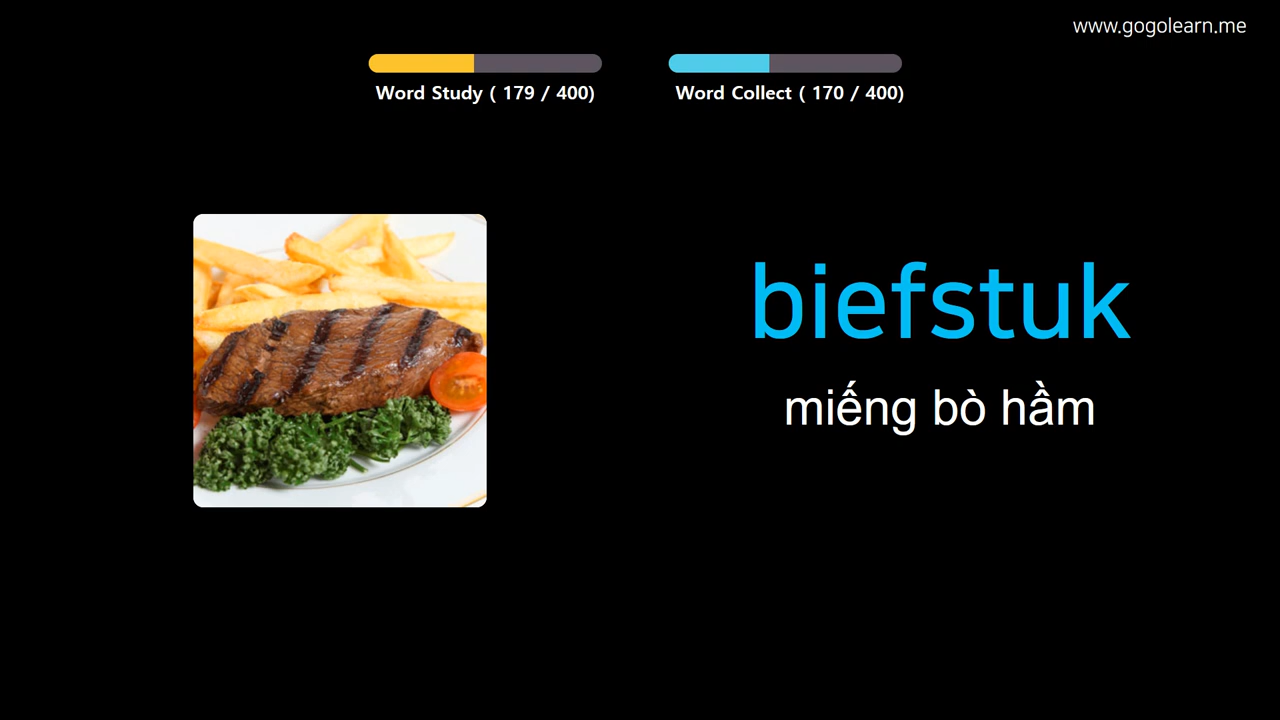 www.gogolearn.me
Word Study ( 179 / 400)
Word Collect ( 170 / 400)
biefstuk
miếng bò hầm